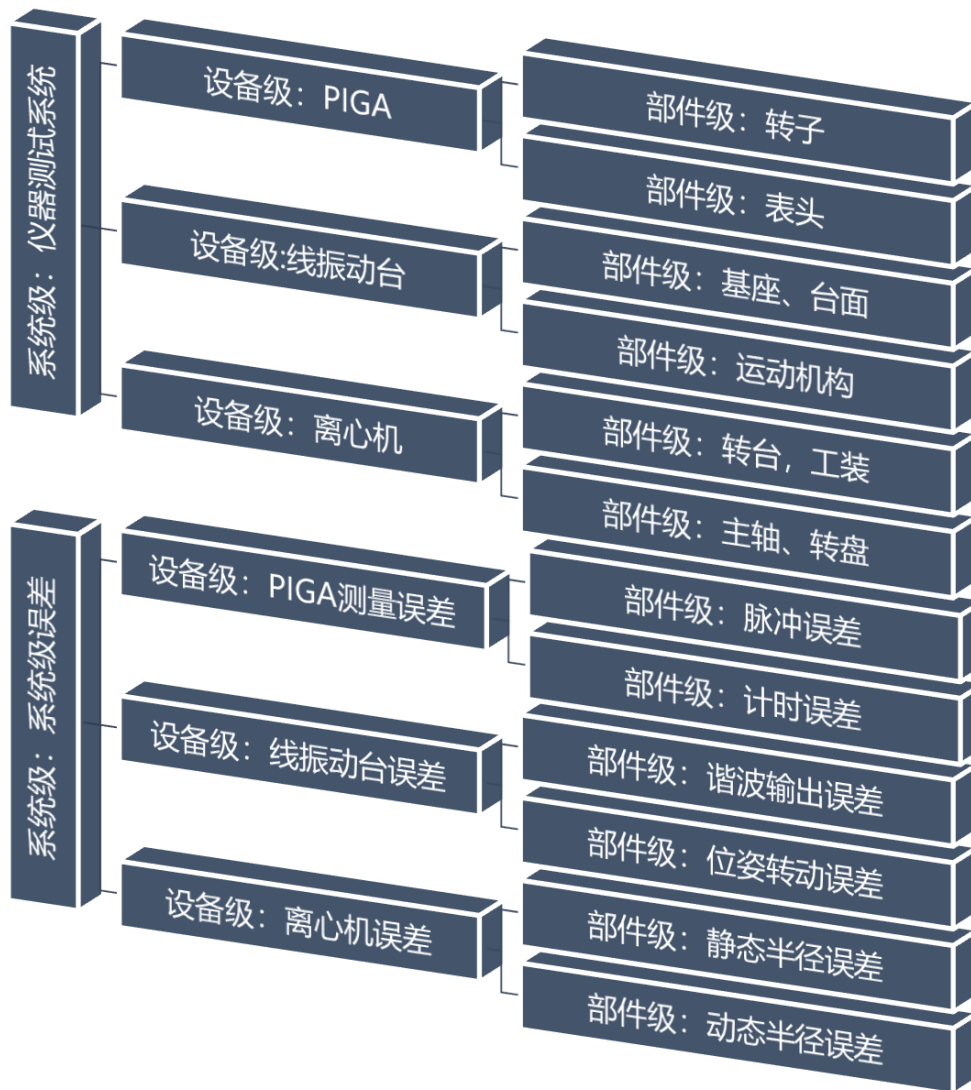 系统级：仪器测试系统
设备级：PIGA
部件级：转子
部件级：表头
设备级:线振动台
部件级：基座、台面
部件级：运动机构
设备级：离心机
部件级：转台，工装
部件级：主轴、转盘
系统级：系统级误差
设备级：PIGA测量误差
部件级：脉冲误差
部件级：计时误差
设备级：线振动台误差
部件级：谐波输出误差
部件级：位姿转动误差
设备级：离心机误差
部件级：静态半径误差
部件级：动态半径误差